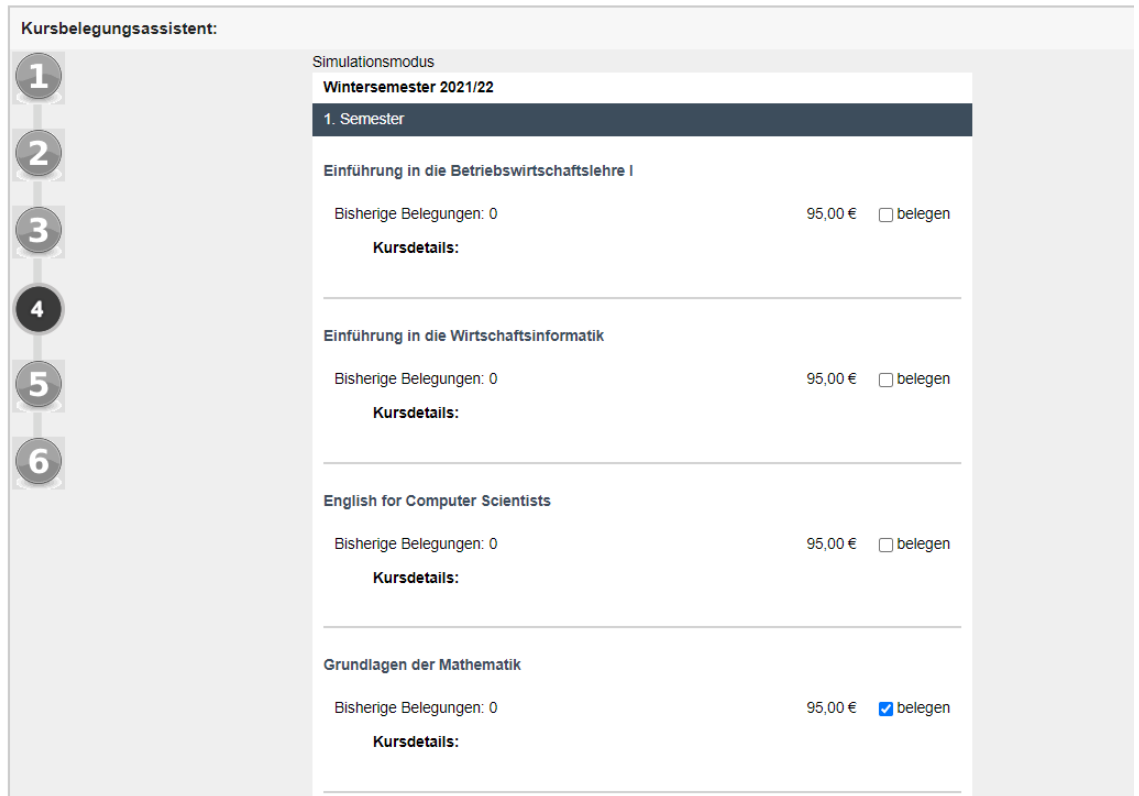 Kursbelegungsassistent:
1
Simulationsmodus
Wintersemester 2021/22
1. Semester
2
Einführung in die Betriebswirtschaftslehre I
Bisherige Belegungen: 0 95,00 € belegen
3
Kursdetails:
4
Einführung in die Wirtschaftsinformatik
Bisherige Belegungen: 0 95,00 € belegen
5
Kursdetails:
6
English for Computer Scientists
Bisherige Belegungen: 0 95,00 € belegen
Kursdetails:
Grundlagen der Mathematik
Bisherige Belegungen: 0 95,00 € belegen
Kursdetails: